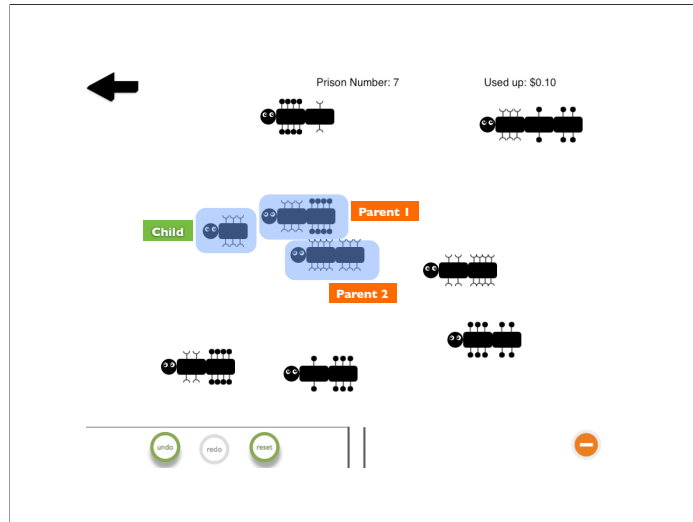 Prison Number: 7
Used up: $0.10
Parent 1
Child
Parent 2
undo
redo
reset